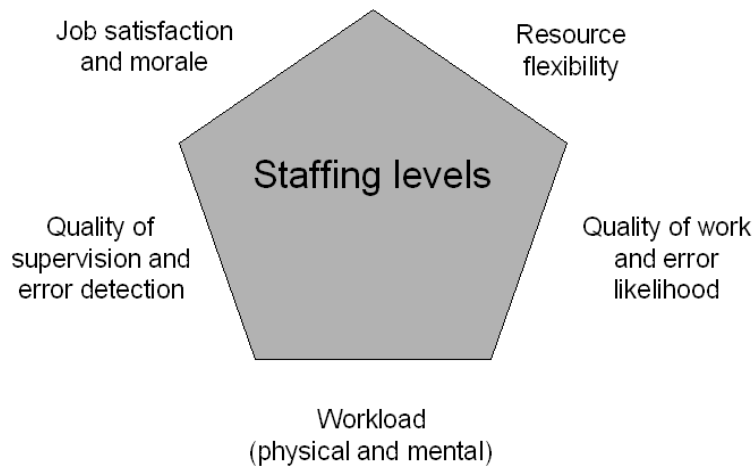 Job satisfaction
and morale
Resource
flexibility
Staffing levels
Quality of
supervision and
error detection
Quality of work
and error
likelihood
Workload
(physical and mental)